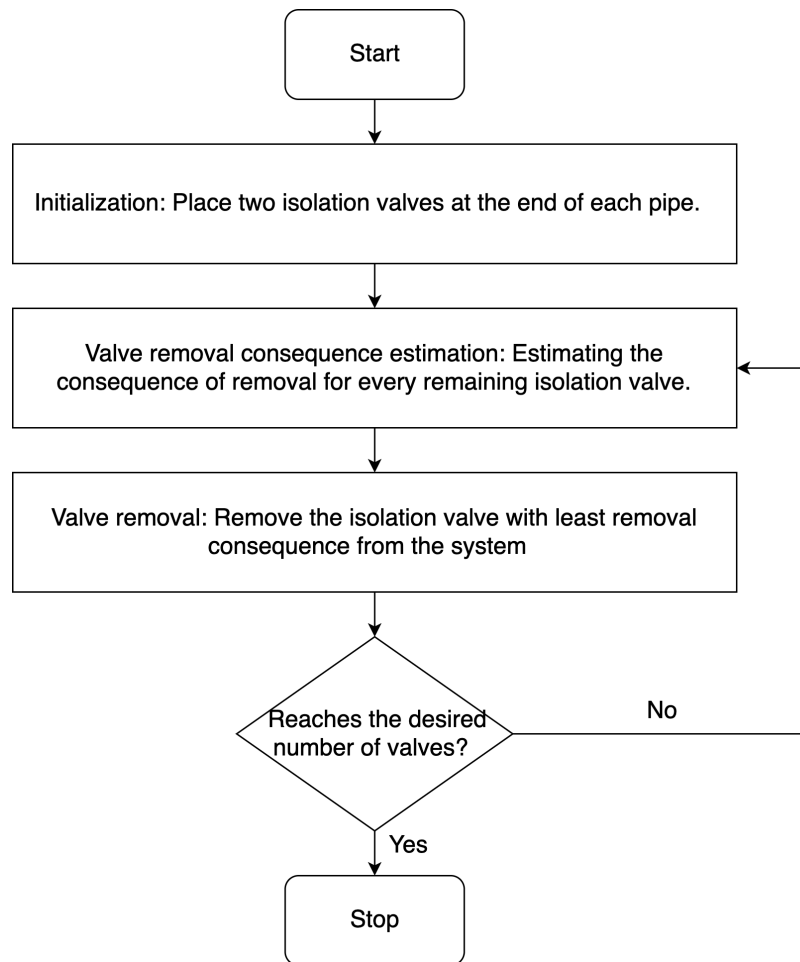 Start
Initialization: Place two isolation valves at the end of each pipe.
Valve removal consequence estimation: Estimating the
consequence of removal for every remaining isolation valve.
Valve removal: Remove the isolation valve with least removal
consequence from the system
Reaches the desired
number of valves?
No
Yes
Stop